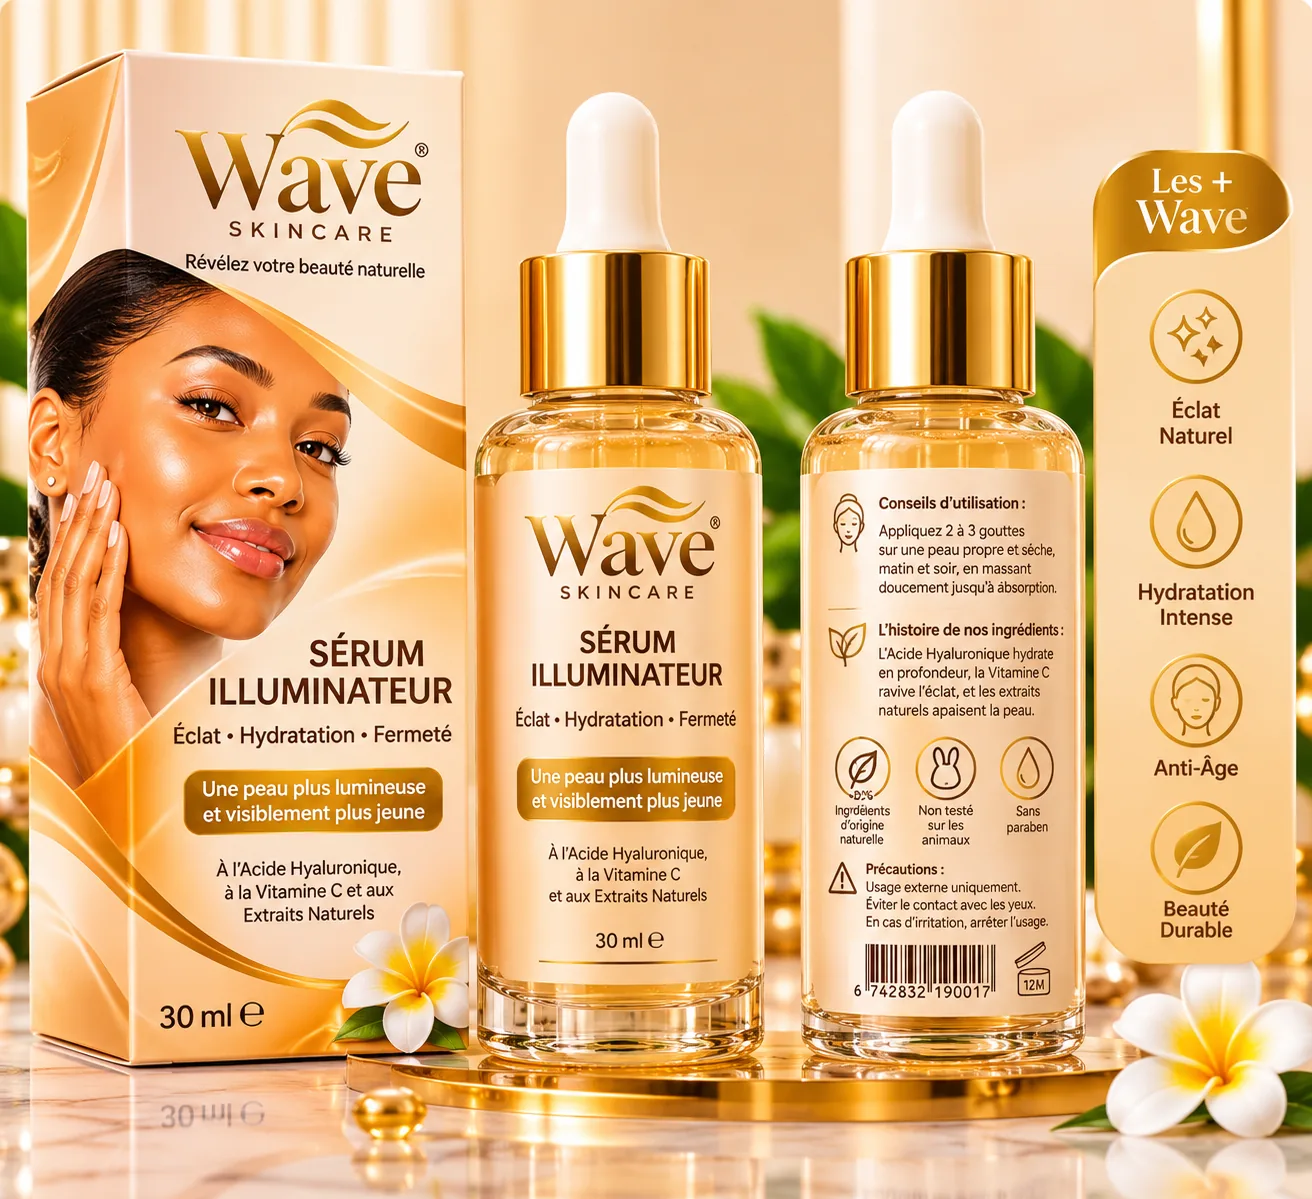 Wave®
SKINCARE
Révélez votre beauté naturelle
SÉRUM
ILLUMINATEUR
Éclat • Hydratation • Fermeté
Une peau plus lumineuse
et visiblement plus jeune
À l'Acide Hyaluronique,
à la Vitamine C et aux
Extraits Naturels
30 ml ℮
Wave®
SKINCARE
SÉRUM
ILLUMINATEUR
Éclat • Hydratation • Fermeté
Une peau plus lumineuse
et visiblement plus jeune
À l'Acide Hyaluronique,
à la Vitamine C
et aux Extraits Naturels
30 ml ℮
Conseils d'utilisation :
Appliquez 2 à 3 gouttes
sur une peau propre et séche,
matin et soir, en massant
doucement jusqu'à absorption.
L'histoire de nos ingrédients :
L'Acide Hyaluronique hydrate
en profondeur, la Vitamine C
ravive l'éclat, et les extraits
naturels apaisent la peau.
d'origine
naturelle
Non testé
sur les
animaux
Sans
paraben
Précautions :
Usage externe uniquement.
Éviter le contact avec les yeux.
En cas d'irritation, arrêter l'usage.
6 742832 190017
12M
Les +
Wave
Éclat
Naturel
Hydratation
Intense
Anti-Âge
Beauté
Durable